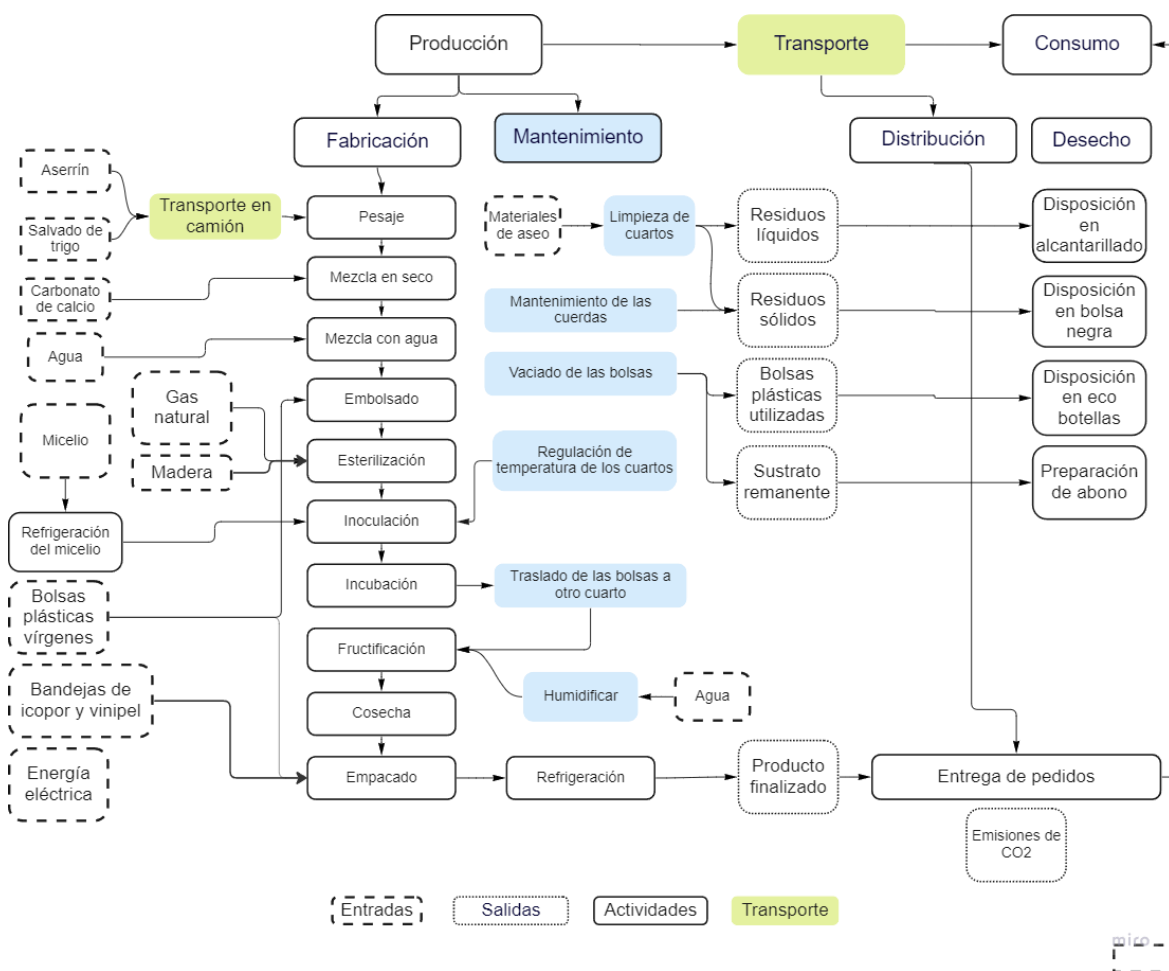 Producción
Transporte
Consumo
Fabricación
Mantenimiento
Distribución
Desecho
Aserrín
Salvado de
trigo
Transporte en
camión
Pesaje
Materiales
de aseo
Limpieza de
cuartos
Residuos
líquidos
Disposición
en
alcantarillado
Carbonato
de calcio
Mezcla en seco
Mantenimiento de las
cuerdas
Residuos
sólidos
Disposición
en bolsa
negra
Agua
Mezcla con agua
Vaciado de las bolsas
Bolsas
plásticas
utilizadas
Disposición
en eco
botellas
Gas
natural
Embolsado
Micelio
Madera
Esterilización
Regulación de
temperatura de los cuartos
Sustrato
remanente
Preparación
de abono
Refrigeración
del micelio
Inoculación
Incubación
Traslado de las bolsas a
otro cuarto
Bolsas
plásticas
vírgenes
Fructificación
Bandejas de
icopor y vinipel
Cosecha
Humidificar
Agua
Energía
eléctrica
Empacado
Refrigeración
Producto
finalizado
Entrega de pedidos
Emisiones de
CO2
Entradas
Salidas
Actividades
Transporte
miro